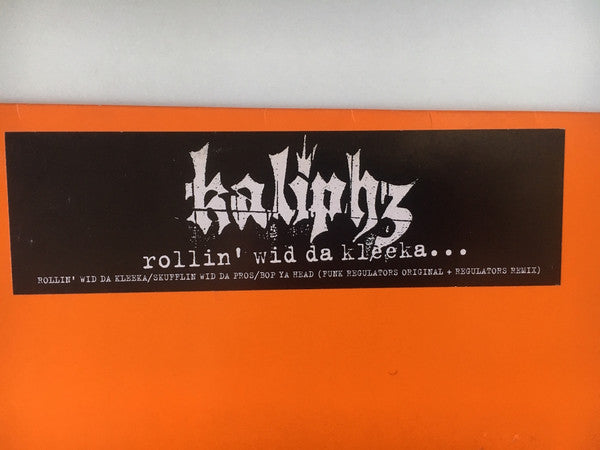 kaliphz
rollin' wid da kleeka...
ROLLIN' WID DA KLEEKA/SKUFFLIN WID DA PROS/BOP YA HEAD (FUNK REGULATORS ORIGINAL + REGULATORS REMIX)